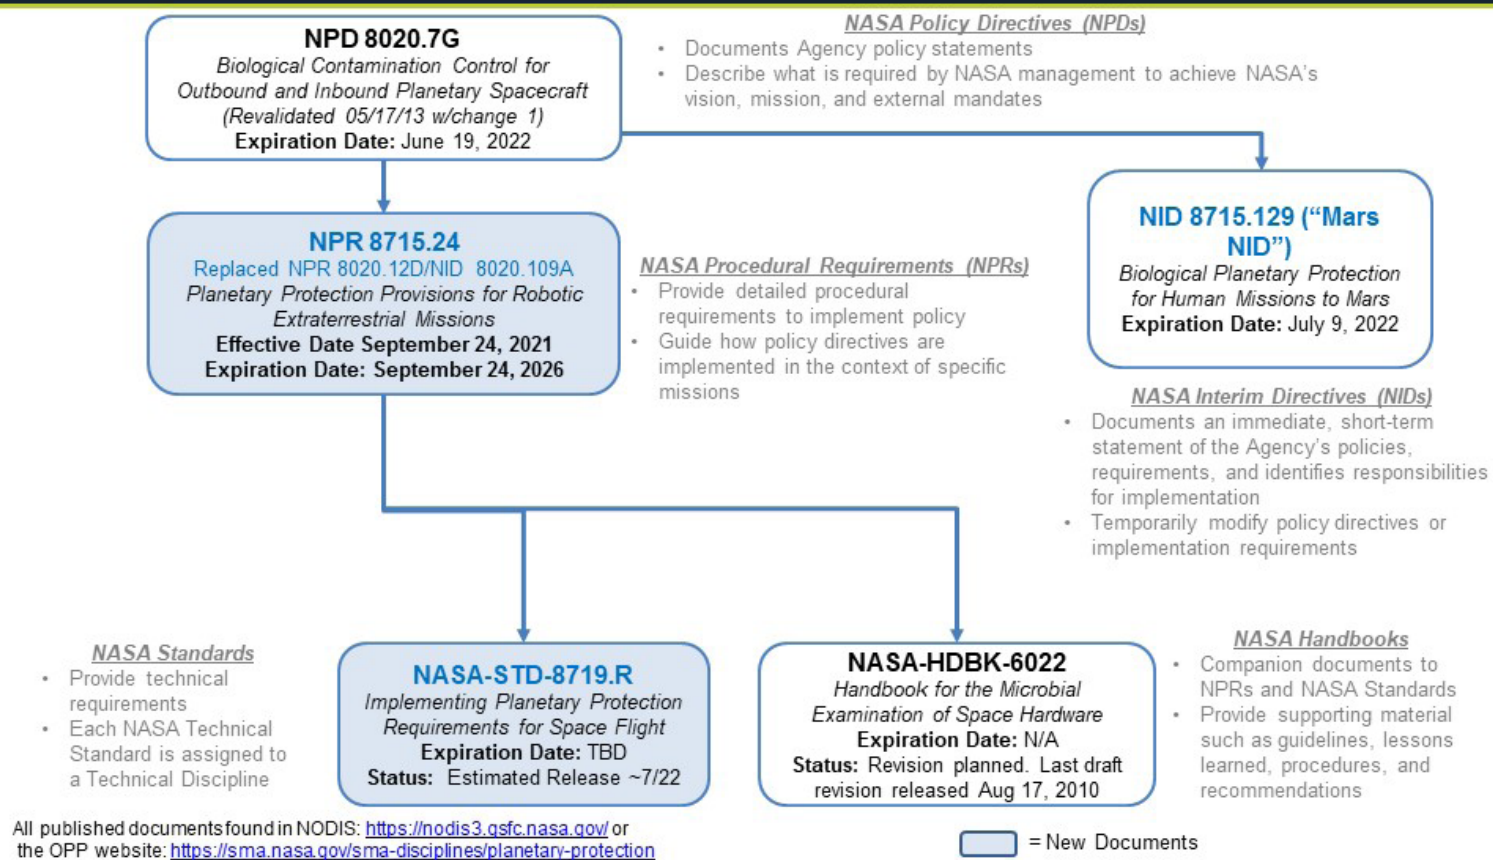 NPD 8020.7G
Biological Contamination Control for
Outbound and Inbound Planetary Spacecraft
(Revalidated 05/17/13 w/change 1)
Expiration Date: June 19, 2022
NASA Policy Directives (NPDs)
• Documents Agency policy statements
• Describe what is required by NASA management to achieve NASA's
vision, mission, and external mandates
NPR 8715.24
Replaced NPR 8020.12D/NID 8020.109A
Planetary Protection Provisions for Robotic
Extraterrestrial Missions
Effective Date September 24, 2021
Expiration Date: September 24, 2026
NASA Procedural Requirements (NPRs)
• Provide detailed procedural
requirements to implement policy
• Guide how policy directives are
implemented in the context of specific
missions
NID 8715.129 (“Mars
NID”)
Biological Planetary Protection
for Human Missions to Mars
Expiration Date: July 9, 2022
NASA Interim Directives (NIDs)
• Documents an immediate, short-term
statement of the Agency's policies,
requirements, and identifies responsibilities
for implementation
• Temporarily modify policy directives or
implementation requirements
NASA Standards
• Provide technical
requirements
• Each NASA Technical
Standard is assigned to
a Technical Discipline
NASA-STD-8719.R
Implementing Planetary Protection
Requirements for Space Flight
Expiration Date: TBD
Status: Estimated Release ~7/22
NASA-HDBK-6022
Handbook for the Microbial
Examination of Space Hardware
Expiration Date: N/A
Status: Revision planned. Last draft
revision released Aug 17, 2010
NASA Handbooks
• Companion documents to
NPRs and NASA Standards
• Provide supporting material
such as guidelines, lessons
learned, procedures, and
recommendations
All published documents found in NODIS: https://nodis3.gsfc.nasa.gov/ or
the OPP website: https://sma.nasa.gov/sma-disciplines/planetary-protection
= New Documents